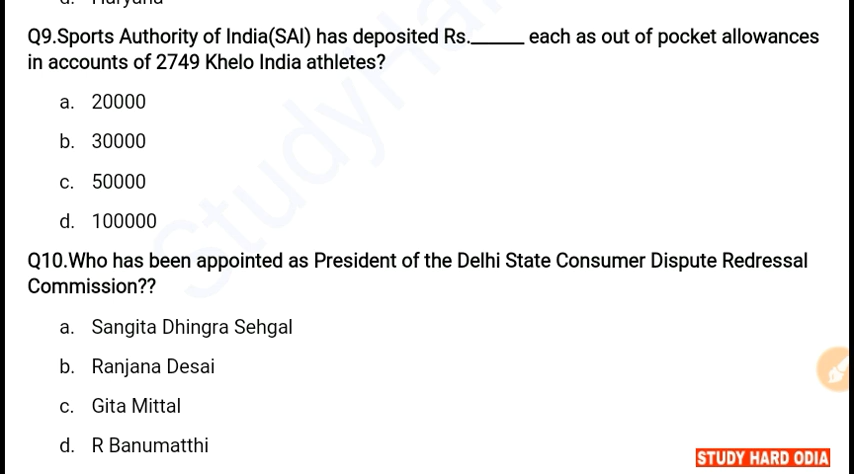 d. Haryana
Q9.Sports Authority of India(SAI) has deposited Rs.______ each as out of pocket allowances
in accounts of 2749 Khelo India athletes?
a. 20000
b. 30000
c. 50000
d. 100000
Q10.Who has been appointed as President of the Delhi State Consumer Dispute Redressal
Commission??
a. Sangita Dhingra Sehgal
b. Ranjana Desai
c. Gita Mittal
d. R Banumatthi
STUDY HARD ODIA